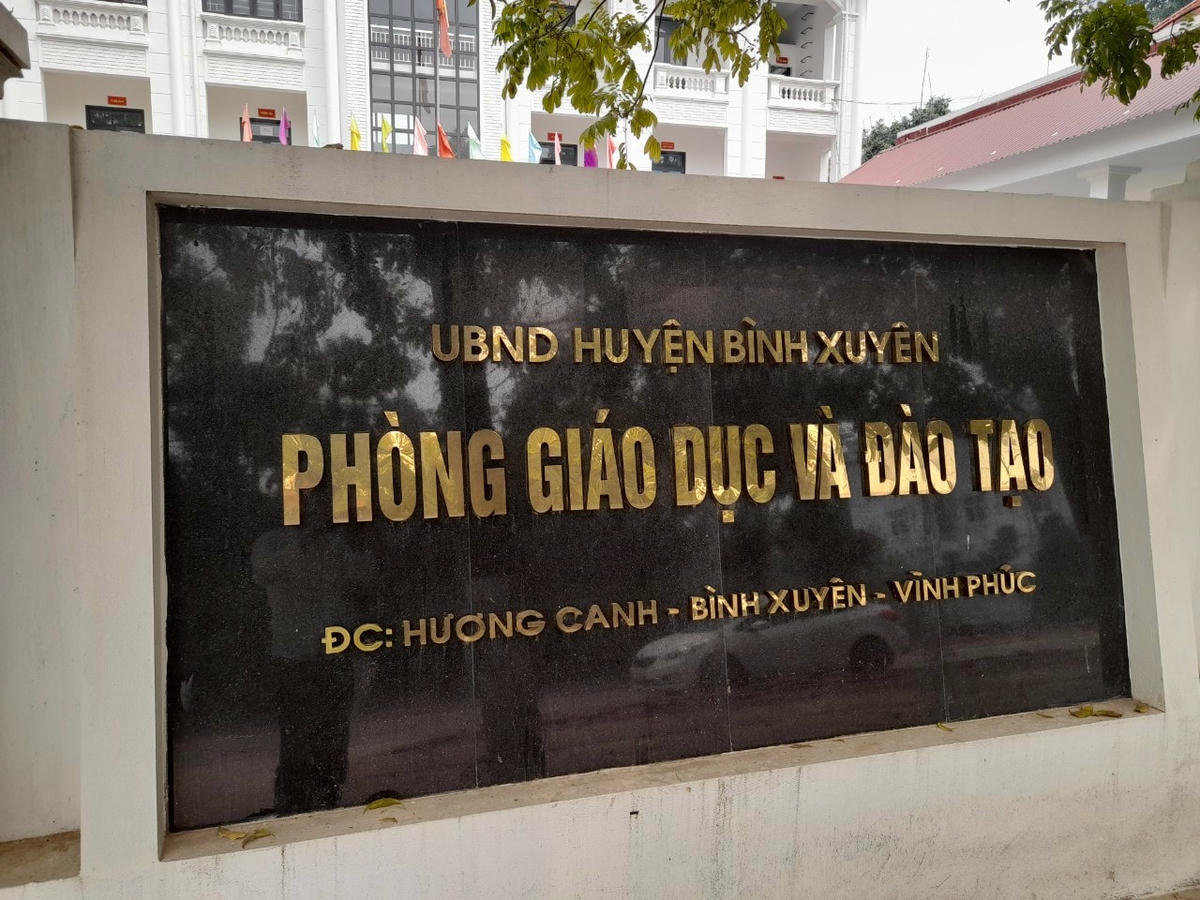 UBND HUYỆN BÌNH XUYÊN
PHÒNG GIÁO DỤC VÀ ĐÀO TẠO
ĐC: HƯƠNG CANH - BÌNH XUYÊN - VĨNH PHÚC